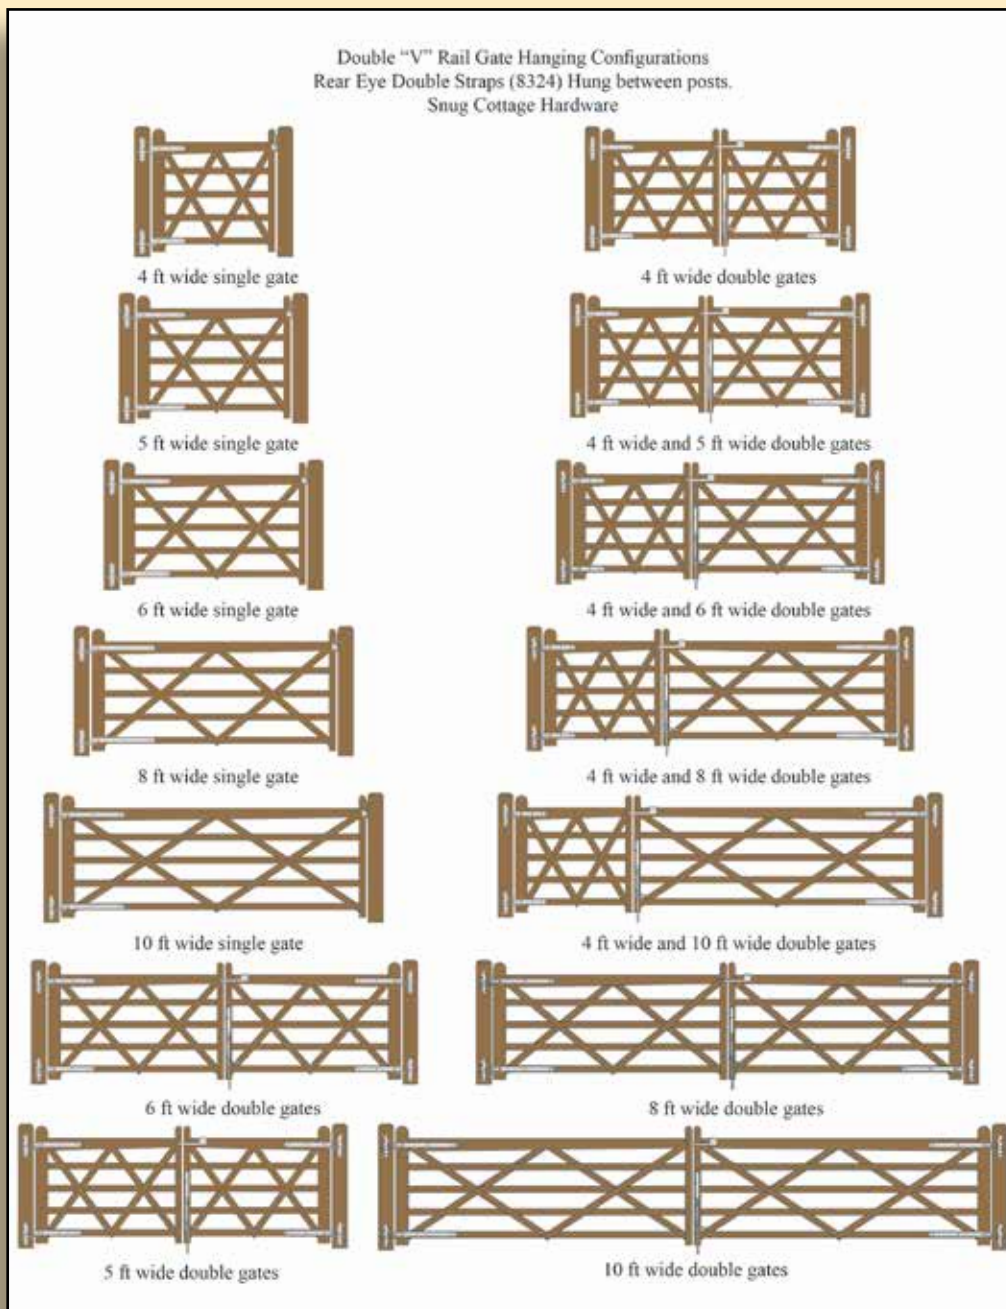 Double “V” Rail Gate Hanging Configurations
Rear Eye Double Straps (8324) Hung between posts.
Snug Cottage Hardware
4 ft wide single gate
4 ft wide double gates
5 ft wide single gate
4 ft wide and 5 ft wide double gates
6 ft wide single gate
4 ft wide and 6 ft wide double gates
8 ft wide single gate
4 ft wide and 8 ft wide double gates
10 ft wide single gate
4 ft wide and 10 ft wide double gates
6 ft wide double gates
8 ft wide double gates
5 ft wide double gates
10 ft wide double gates